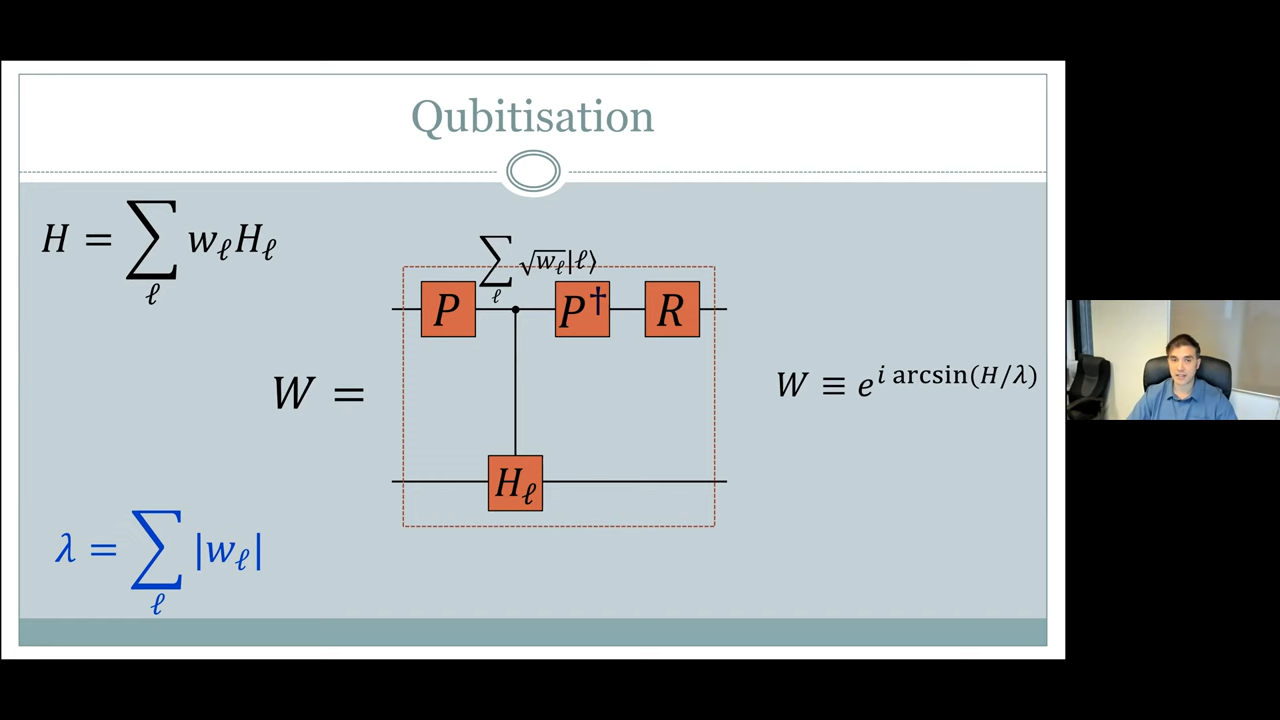 Qubitisation
H = ∑_ℓ w_ℓ H_ℓ
∑_ℓ √w_ℓ |ℓ⟩
P
P†
R
W =
W ≡ e^{i arcsin(H/λ)}
H_ℓ
λ = ∑_ℓ |w_ℓ|